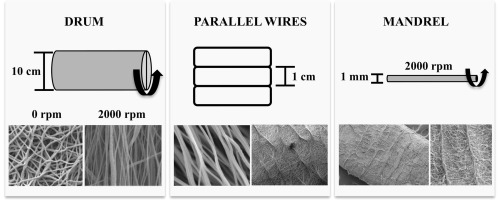 DRUM
10 cm
0 rpm 2000 rpm
PARALLEL WIRES
1 cm
MANDREL
2000 rpm
1 mm